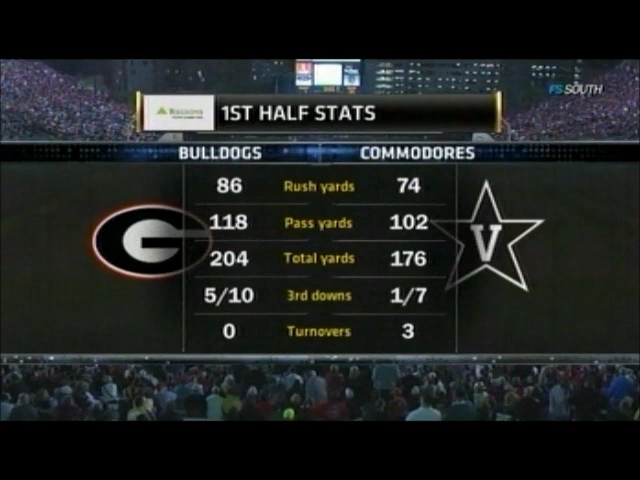 FS SOUTH
REGIONS
1ST HALF STATS
BULLDOGS COMMODORES
86 Rush yards 74
118 Pass yards 102
204 Total yards 176
5/10 3rd downs 1/7
0 Turnovers 3
G
V